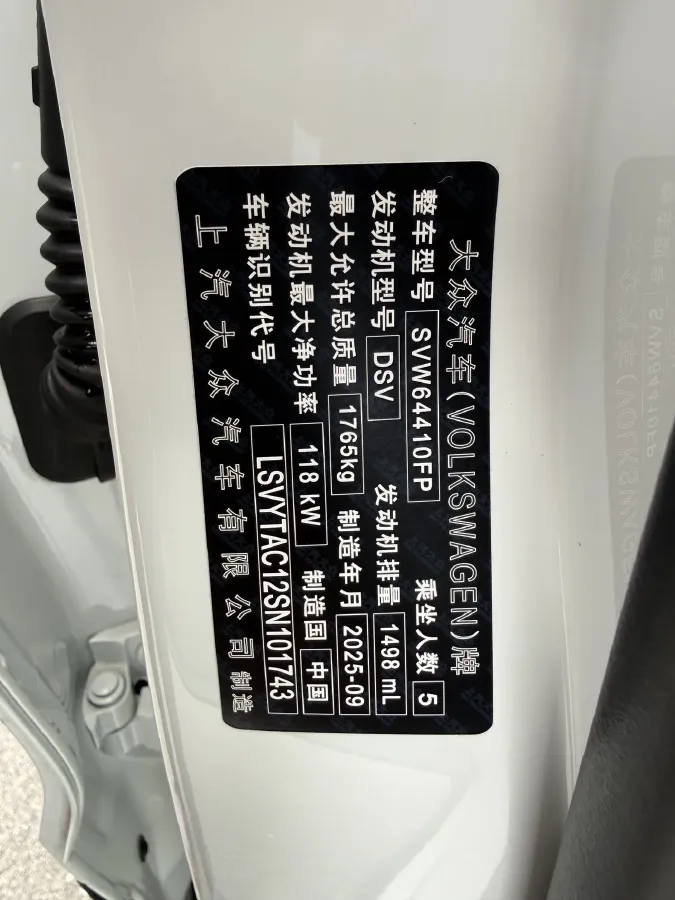 大众汽车(VOLKSWAGEN)牌
整车型号 SVW64410FP 乘坐人数 5
发动机型号 DSV 发动机排量 1498 mL
最大允许总质量 1765kg 制造年月 2025-09
发动机最大净功率 118 kW 制造国 中国
车辆识别代号 LSVYTAC12SN101743
上汽大众汽车有限公司制造